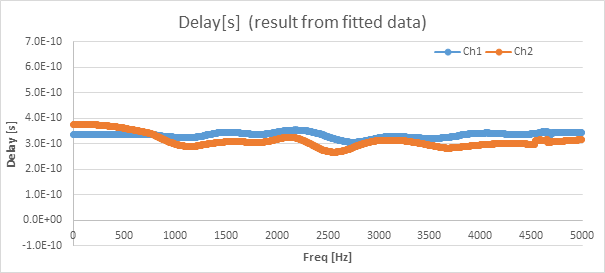 Delay[s]  (result from fitted data)
Ch1 Ch2
7.0E-10
6.0E-10
5.0E-10
4.0E-10
3.0E-10
2.0E-10
1.0E-10
0.0E+00
-1.0E-10
Delay [s]
0 500 1000 1500 2000 2500 3000 3500 4000 4500 5000
Freq [Hz]